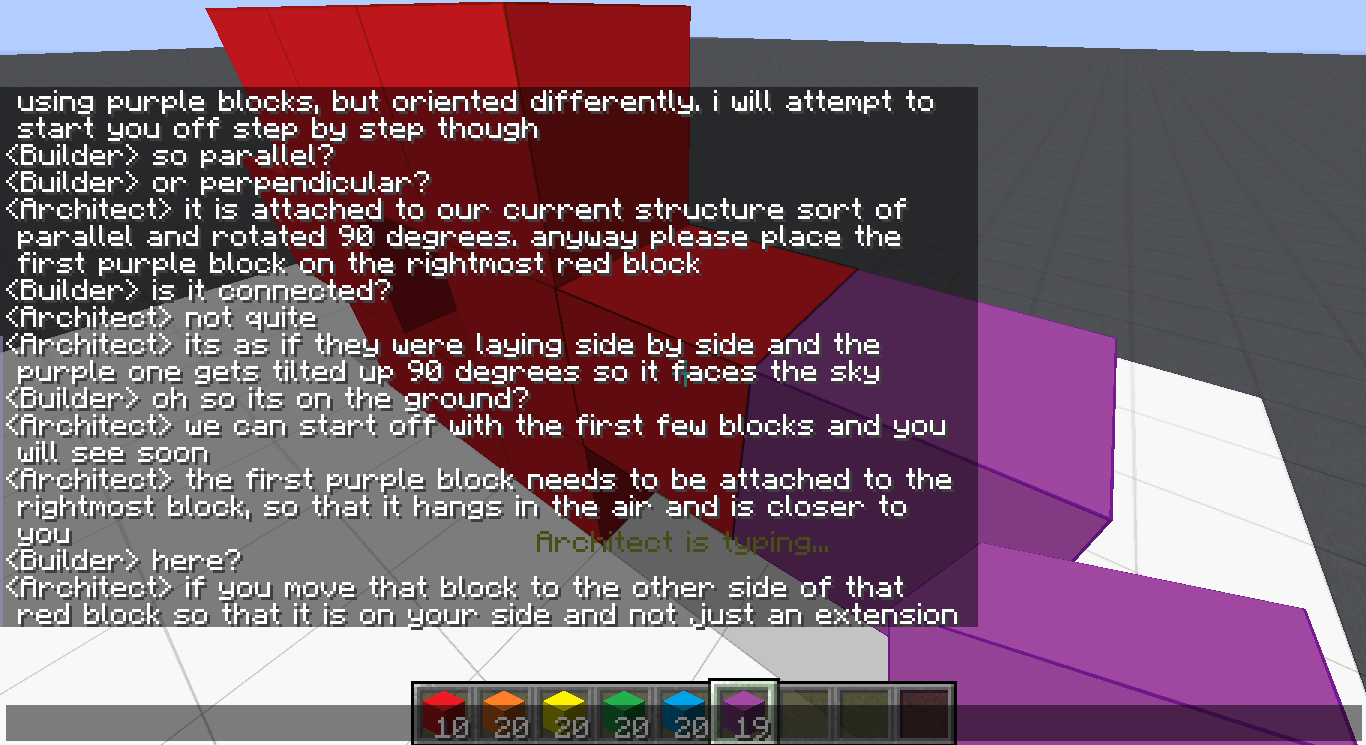 using purple blocks, but oriented differently. i will attempt to
start you off step by step though
<Builder> so parallel?
<Builder> or perpendicular?
<Architect> it is attached to our current structure sort of
parallel and rotated 90 degrees. anyway please place the
first purple block on the rightmost red block
<Builder> is it connected?
<Architect> not quite
<Architect> its as if they were laying side by side and the
purple one gets tilted up 90 degrees so it faces the sky
<Builder> oh so its on the ground?
<Architect> we can start off with the first few blocks and you
will see soon
<Architect> the first purple block needs to be attached to the
rightmost block, so that it hangs in the air and is closer to
you
Architect is typing...
<Builder> here?
<Architect> if you move that block to the other side of that
red block so that it is on your side and not just an extension
10 20 20 20 20 19